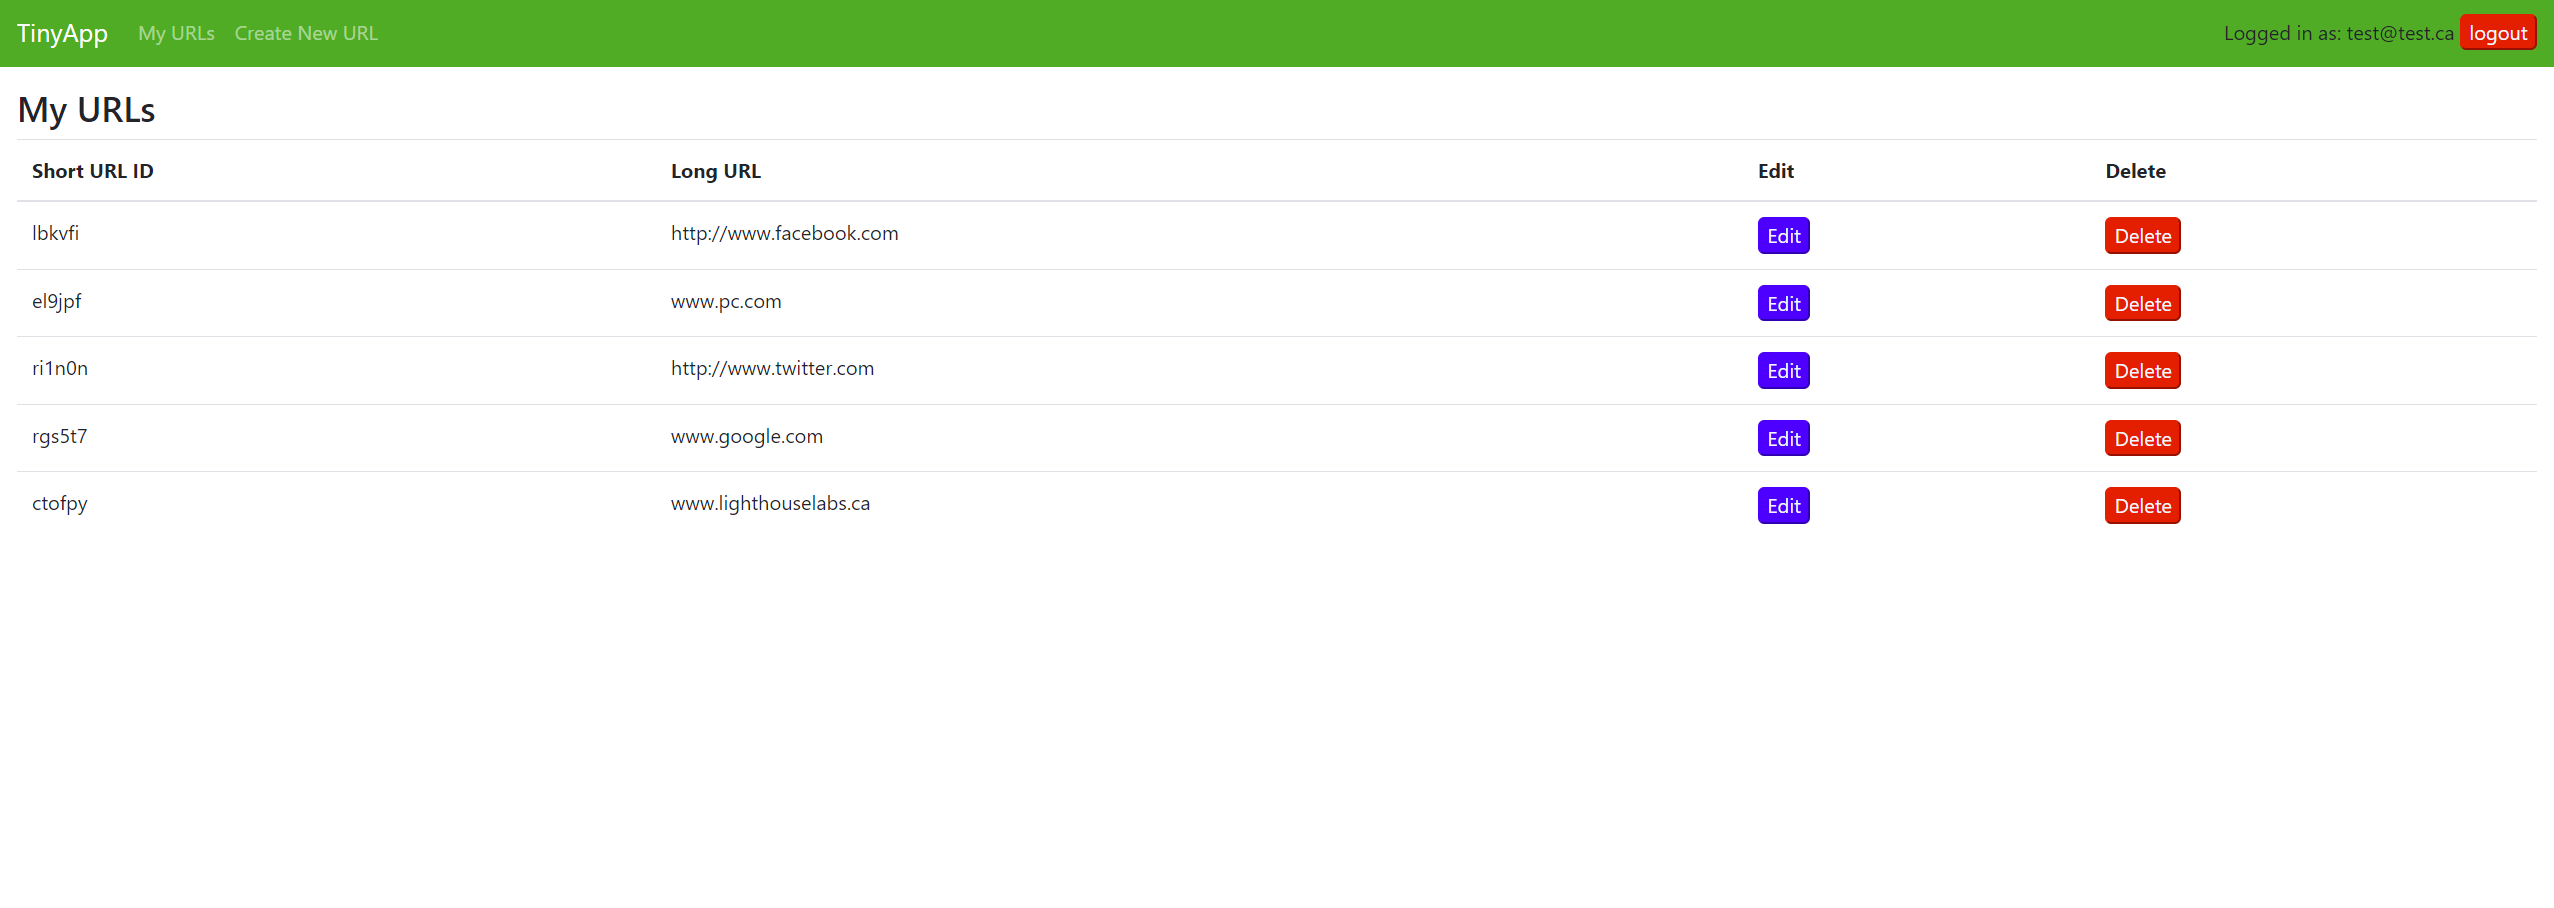 TinyApp My URLs Create New URL Logged in as: test@test.ca logout
My URLs
Short URL ID Long URL Edit Delete
lbkvfi http://www.facebook.com Edit Delete
el9jpf www.pc.com Edit Delete
ri1n0n http://www.twitter.com Edit Delete
rgs5t7 www.google.com Edit Delete
ctofpy www.lighthouselabs.ca Edit Delete